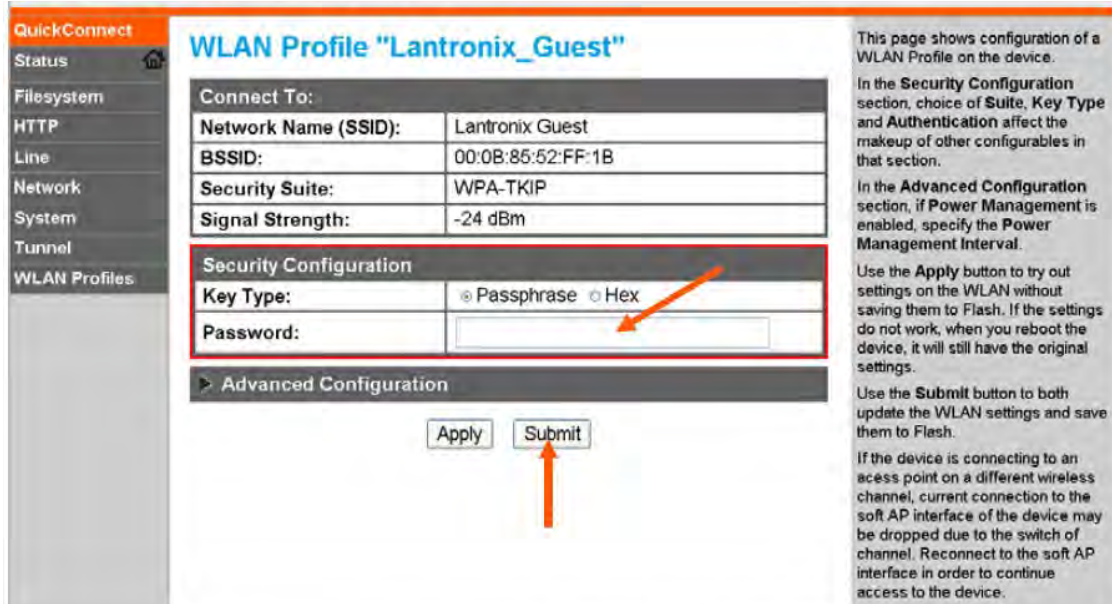 QuickConnect
Status
Filesystem
HTTP
Line
Network
System
Tunnel
WLAN Profiles
WLAN Profile "Lantronix_Guest"
Connect To:
Network Name (SSID): Lantronix Guest
BSSID: 00:0B:85:52:FF:1B
Security Suite: WPA-TKIP
Signal Strength: -24 dBm
Security Configuration
Key Type: Passphrase Hex
Password:
Advanced Configuration
Apply Submit
This page shows configuration of a
WLAN Profile on the device.
In the Security Configuration
section, choice of Suite, Key Type
and Authentication affect the
makeup of other configurables in
that section.
In the Advanced Configuration
section, if Power Management is
enabled, specify the Power
Management Interval.
Use the Apply button to try out
settings on the WLAN without
saving them to Flash. If the settings
do not work, when you reboot the
device, it will still have the original
settings.
Use the Submit button to both
update the WLAN settings and save
them to Flash.
If the device is connecting to an
acess point on a different wireless
channel, current connection to the
soft AP interface of the device may
be dropped due to the switch of
channel. Reconnect to the soft AP
interface in order to continue
access to the device.